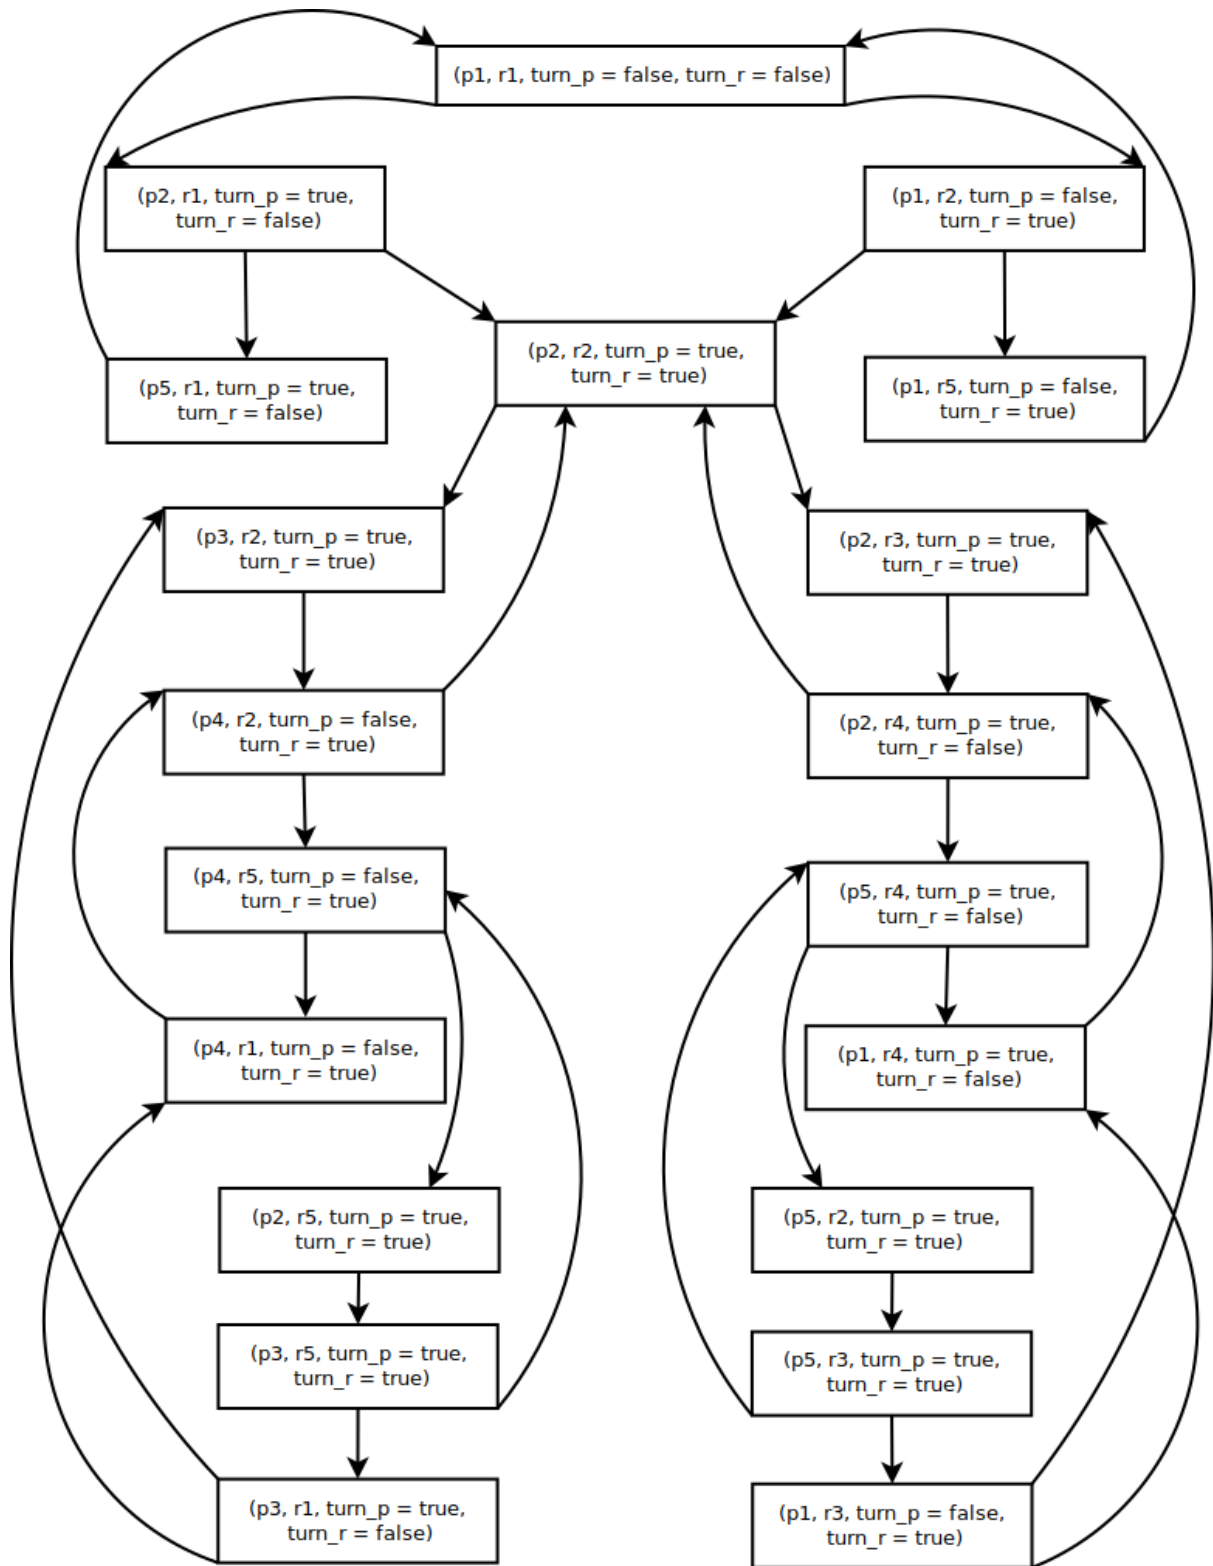 (p1, r1, turn_p = false, turn_r = false)
(p2, r1, turn_p = true,
turn_r = false)
(p1, r2, turn_p = false,
turn_r = true)
(p2, r2, turn_p = true,
turn_r = true)
(p5, r1, turn_p = true,
turn_r = false)
(p1, r5, turn_p = false,
turn_r = true)
(p3, r2, turn_p = true,
turn_r = true)
(p2, r3, turn_p = true,
turn_r = true)
(p4, r2, turn_p = false,
turn_r = true)
(p2, r4, turn_p = true,
turn_r = false)
(p4, r5, turn_p = false,
turn_r = true)
(p5, r4, turn_p = true,
turn_r = false)
(p4, r1, turn_p = false,
turn_r = true)
(p1, r4, turn_p = true,
turn_r = false)
(p2, r5, turn_p = true,
turn_r = true)
(p5, r2, turn_p = true,
turn_r = true)
(p3, r5, turn_p = true,
turn_r = true)
(p5, r3, turn_p = true,
turn_r = true)
(p3, r1, turn_p = true,
turn_r = false)
(p1, r3, turn_p = false,
turn_r = true)